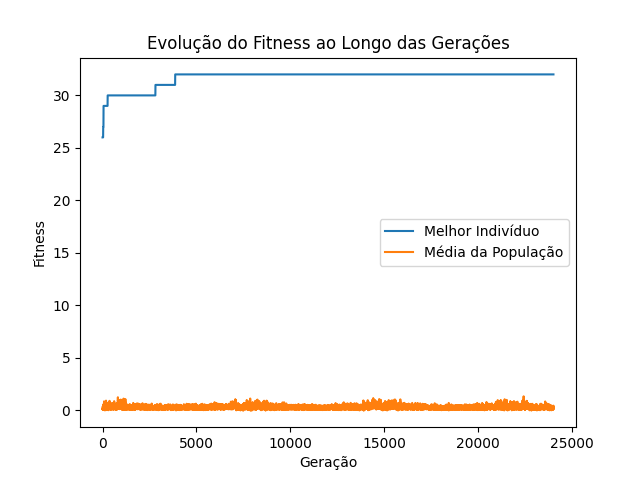 Evolução do Fitness ao Longo das Gerações
30
25
20
15
10
5
0
Fitness
Melhor Indivíduo
Média da População
0 5000 10000 15000 20000 25000
Geração